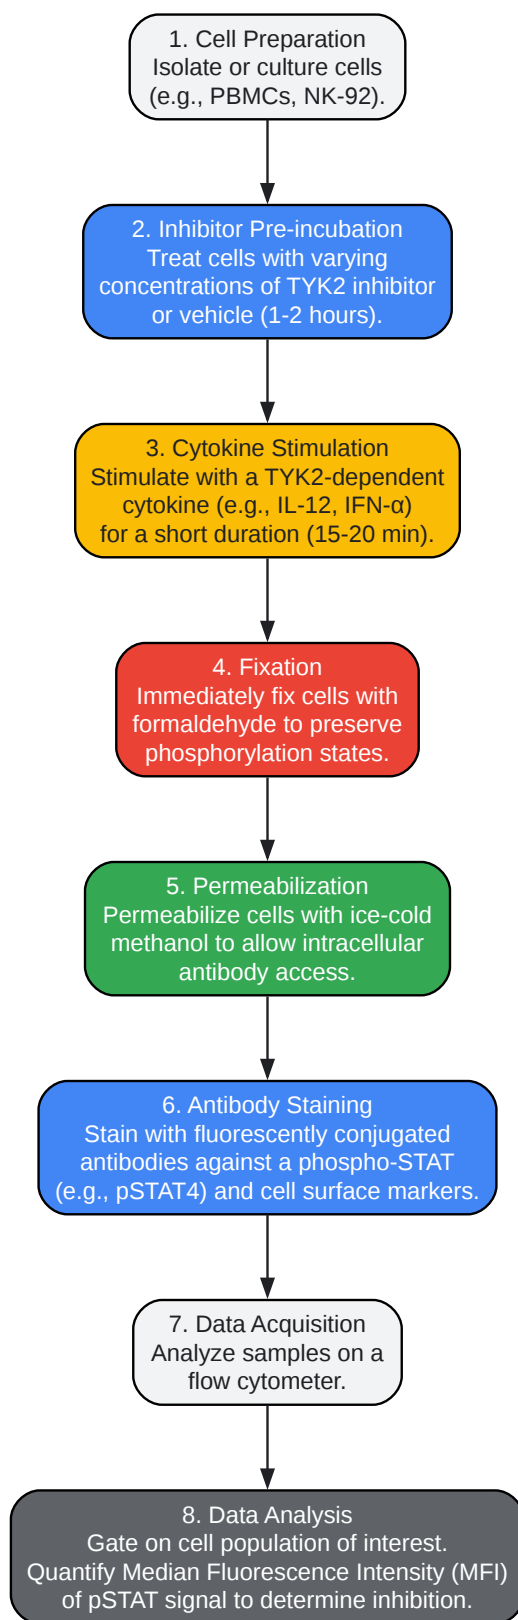 1. Cell Preparation
Isolate or culture cells
(e.g., PBMCs, NK-92).
2. Inhibitor Pre-incubation
Treat cells with varying
concentrations of TYK2 inhibitor
or vehicle (1-2 hours).
3. Cytokine Stimulation
Stimulate with a TYK2-dependent
cytokine (e.g., IL-12, IFN-α)
for a short duration (15-20 min).
4. Fixation
Immediately fix cells with
formaldehyde to preserve
phosphorylation states.
5. Permeabilization
Permeabilize cells with ice-cold
methanol to allow intracellular
antibody access.
6. Antibody Staining
Stain with fluorescently conjugated
antibodies against a phospho-STAT
(e.g., pSTAT4) and cell surface markers.
7. Data Acquisition
Analyze samples on a
flow cytometer.
8. Data Analysis
Gate on cell population of interest.
Quantify Median Fluorescence Intensity (MFI)
of pSTAT signal to determine inhibition.